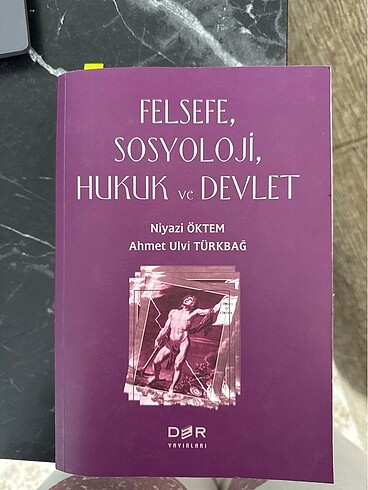 FELSEFE,
SOSYOLOJİ,
HUKUK ve DEVLET
Niyazi ÖKTEM
Ahmet Ulvi TÜRKBAĞ
DER
YAYINLARI